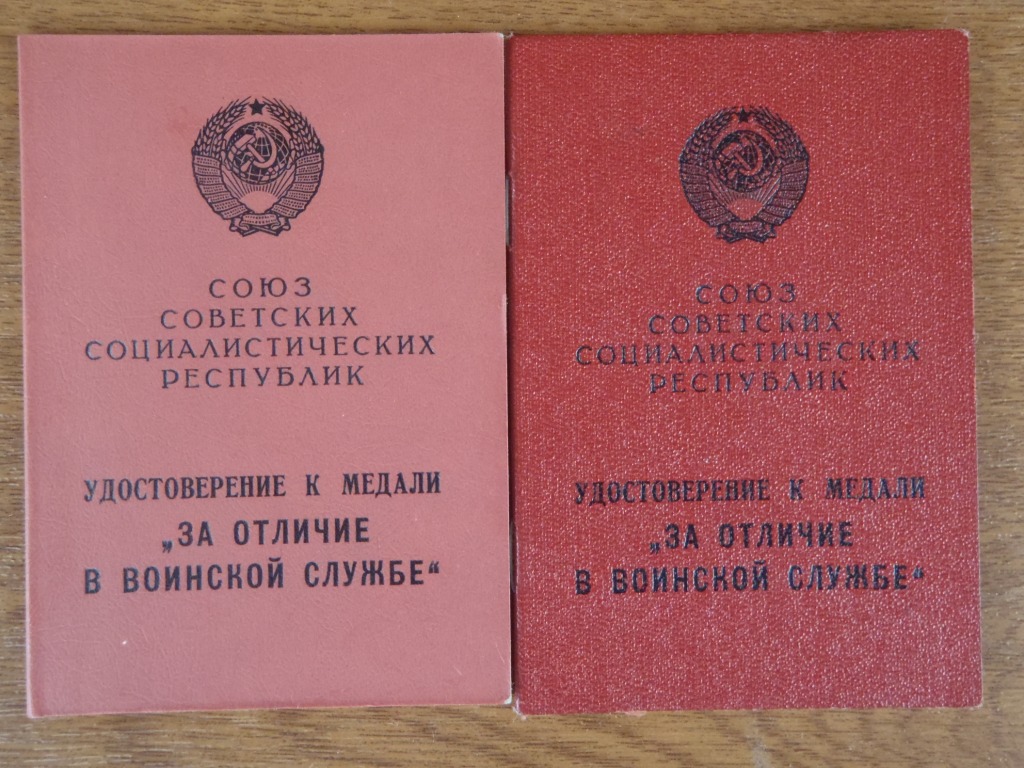 СОЮЗ
СОВЕТСКИХ
СОЦИАЛИСТИЧЕСКИХ
РЕСПУБЛИК
УДОСТОВЕРЕНИЕ К МЕДАЛИ
„ЗА ОТЛИЧИЕ
В ВОИНСКОЙ СЛУЖБЕ“
СОЮЗ
СОВЕТСКИХ
СОЦИАЛИСТИЧЕСКИХ
РЕСПУБЛИК
УДОСТОВЕРЕНИЕ К МЕДАЛИ
„ЗА ОТЛИЧИЕ
В ВОИНСКОЙ СЛУЖБЕ“